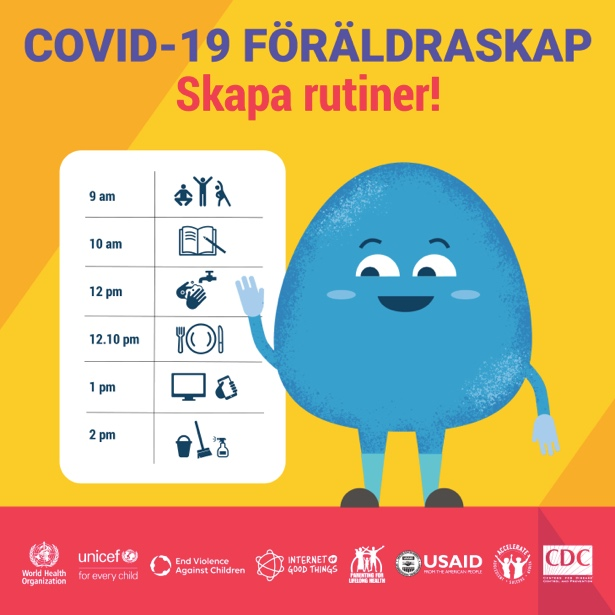 COVID-19 FÖRÄLDRASKAP
Skapa rutiner!
9 am
10 am
12 pm
12.10 pm
1 pm
2 pm
World Health
Organization
unicef
for every child
End Violence
Against Children
INTERNET OF
GOOD THINGS
PARENTING FOR
LIFELONG HEALTH
USAID
FROM THE AMERICAN PEOPLE
ACCELERATE
CDC
CENTERS FOR DISEASE
CONTROL AND PREVENTION